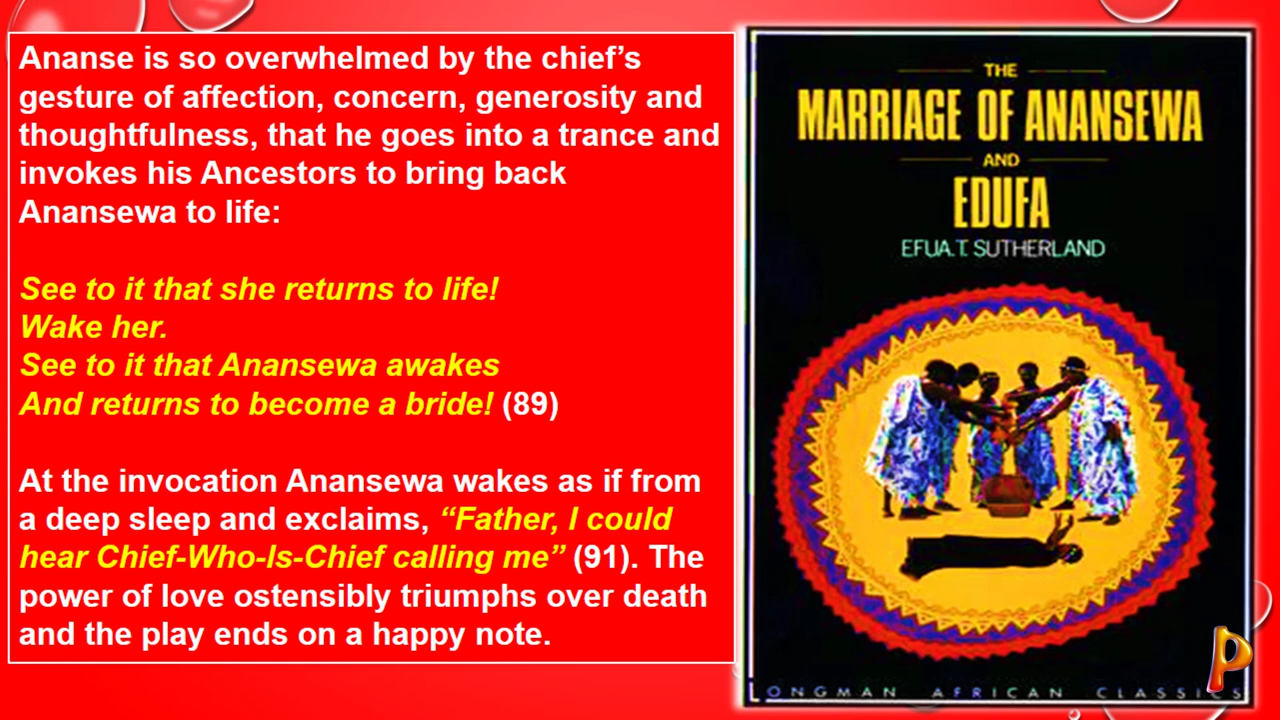 Ananse is so overwhelmed by the chief’s
gesture of affection, concern, generosity and
thoughtfulness, that he goes into a trance and
invokes his Ancestors to bring back
Anansewa to life:
See to it that she returns to life!
Wake her.
See to it that Anansewa awakes
And returns to become a bride! (89)
At the invocation Anansewa wakes as if from
a deep sleep and exclaims, “Father, I could
hear Chief-Who-Is-Chief calling me” (91). The
power of love ostensibly triumphs over death
and the play ends on a happy note.
THE
MARRIAGE OF ANANSEWA
AND
EDUFA
EFUA.T. SUTHERLAND
LONGMAN AFRICAN CLASSICS
P